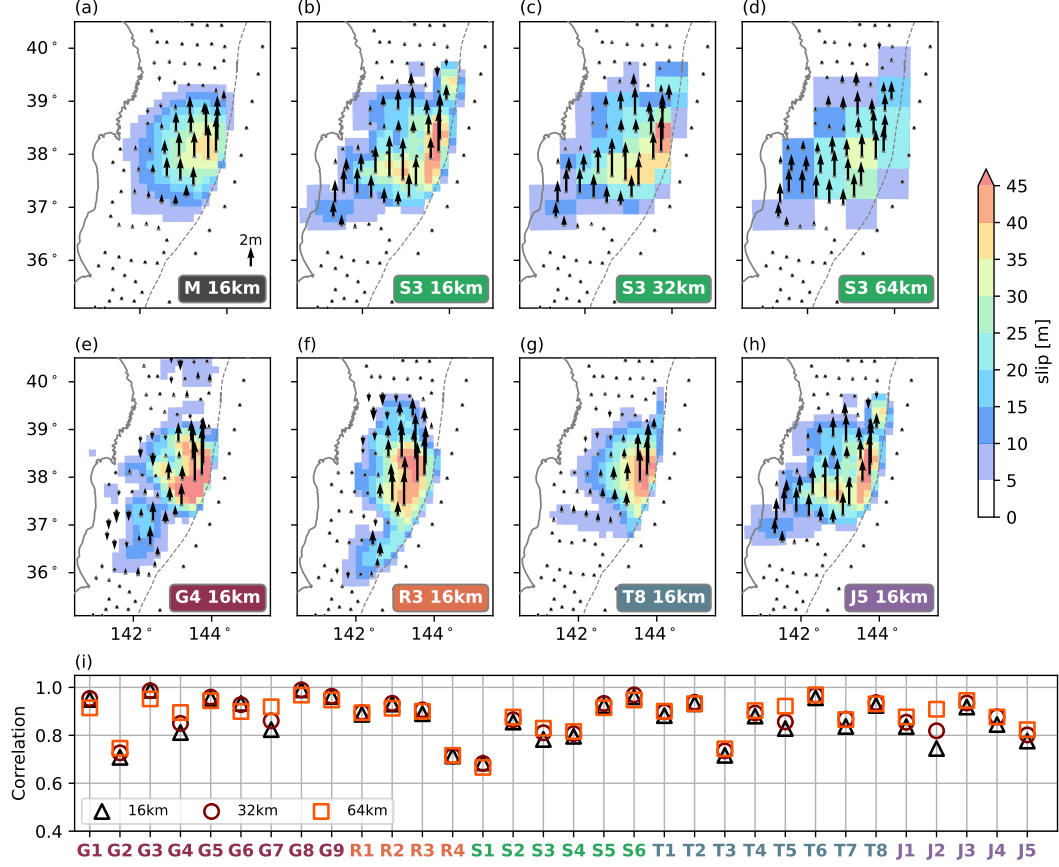 (a) (b) (c) (d)
40°
39°
38°
37°
36°
2m
M 16km S3 16km S3 32km S3 64km
45
40
35
30
25
20
15
10
5
0
slip [m]
(e) (f) (g) (h)
40°
39°
38°
37°
36°
G4 16km R3 16km T8 16km J5 16km
142° 144° 142° 144° 142° 144° 142° 144°
(i)
1.0
0.8
0.6
0.4
Correlation
16km 32km 64km
G1 G2 G3 G4 G5 G6 G7 G8 G9 R1 R2 R3 R4 S1 S2 S3 S4 S5 S6 T1 T2 T3 T4 T5 T6 T7 T8 J1 J2 J3 J4 J5